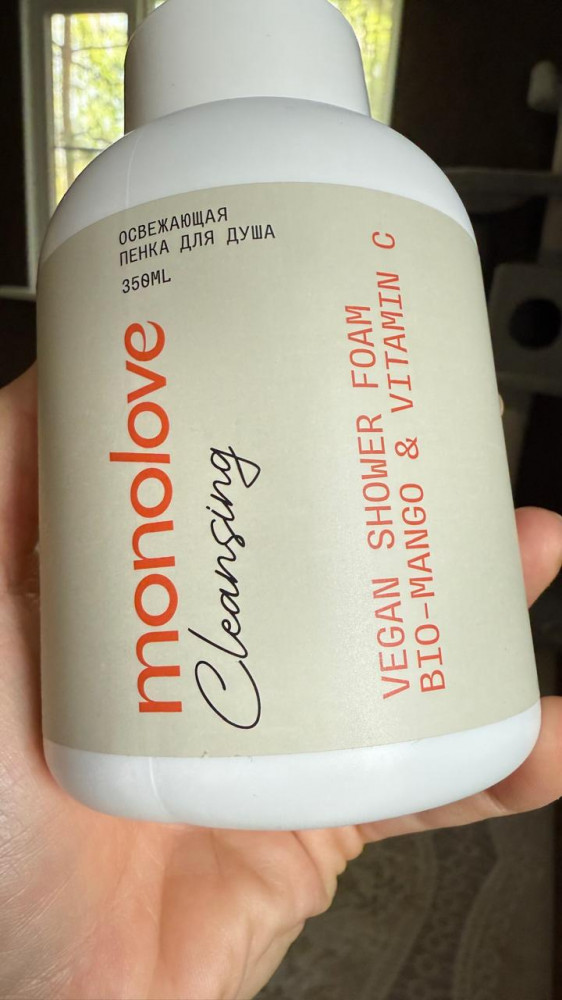 ОСВЕЖАЮЩАЯ
ПЕНКА ДЛЯ ДУША
350ML
monolove
Cleansing
VEGAN SHOWER FOAM
BIO-MANGO & VITAMIN C